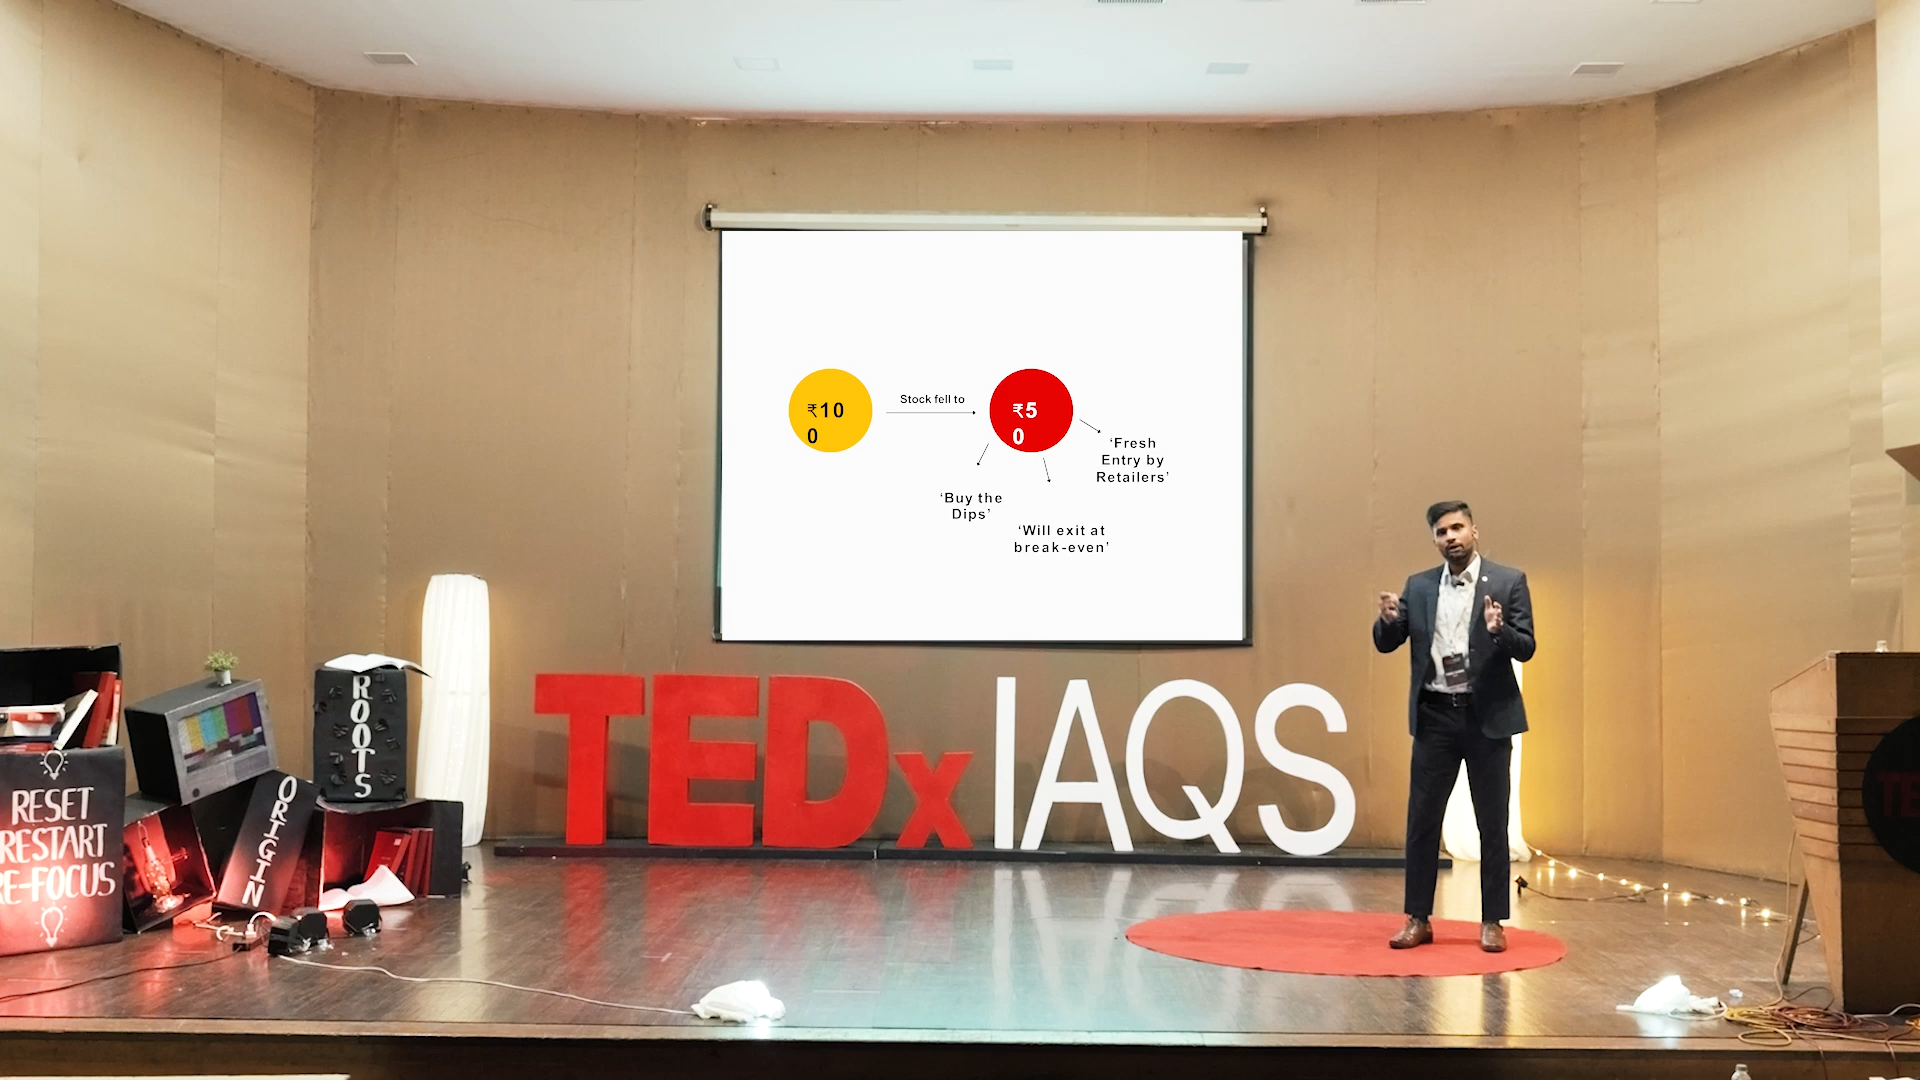 ₹10
0
Stock fell to
₹5
0
‘Fresh
Entry by
Retailers’
‘Buy the
Dips’
‘Will exit at
break-even’
TEDx IAQS
ROOTS
ORIGIN
RESET
RESTART
RE-FOCUS
TE